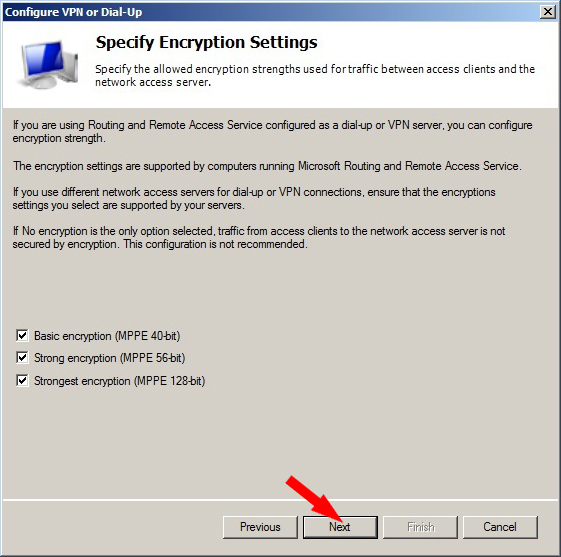 Configure VPN or Dial-Up
Specify Encryption Settings
Specify the allowed encryption strengths used for traffic between access clients and the
network access server.
If you are using Routing and Remote Access Service configured as a dial-up or VPN server, you can configure
encryption strength.
The encryption settings are supported by computers running Microsoft Routing and Remote Access Service.
If you use different network access servers for dial-up or VPN connections, ensure that the encryptions
settings you select are supported by your servers.
If No encryption is the only option selected, traffic from access clients to the network access server is not
secured by encryption. This configuration is not recommended.
Basic encryption (MPPE 40-bit)
Strong encryption (MPPE 56-bit)
Strongest encryption (MPPE 128-bit)
Previous
Next
Finish
Cancel